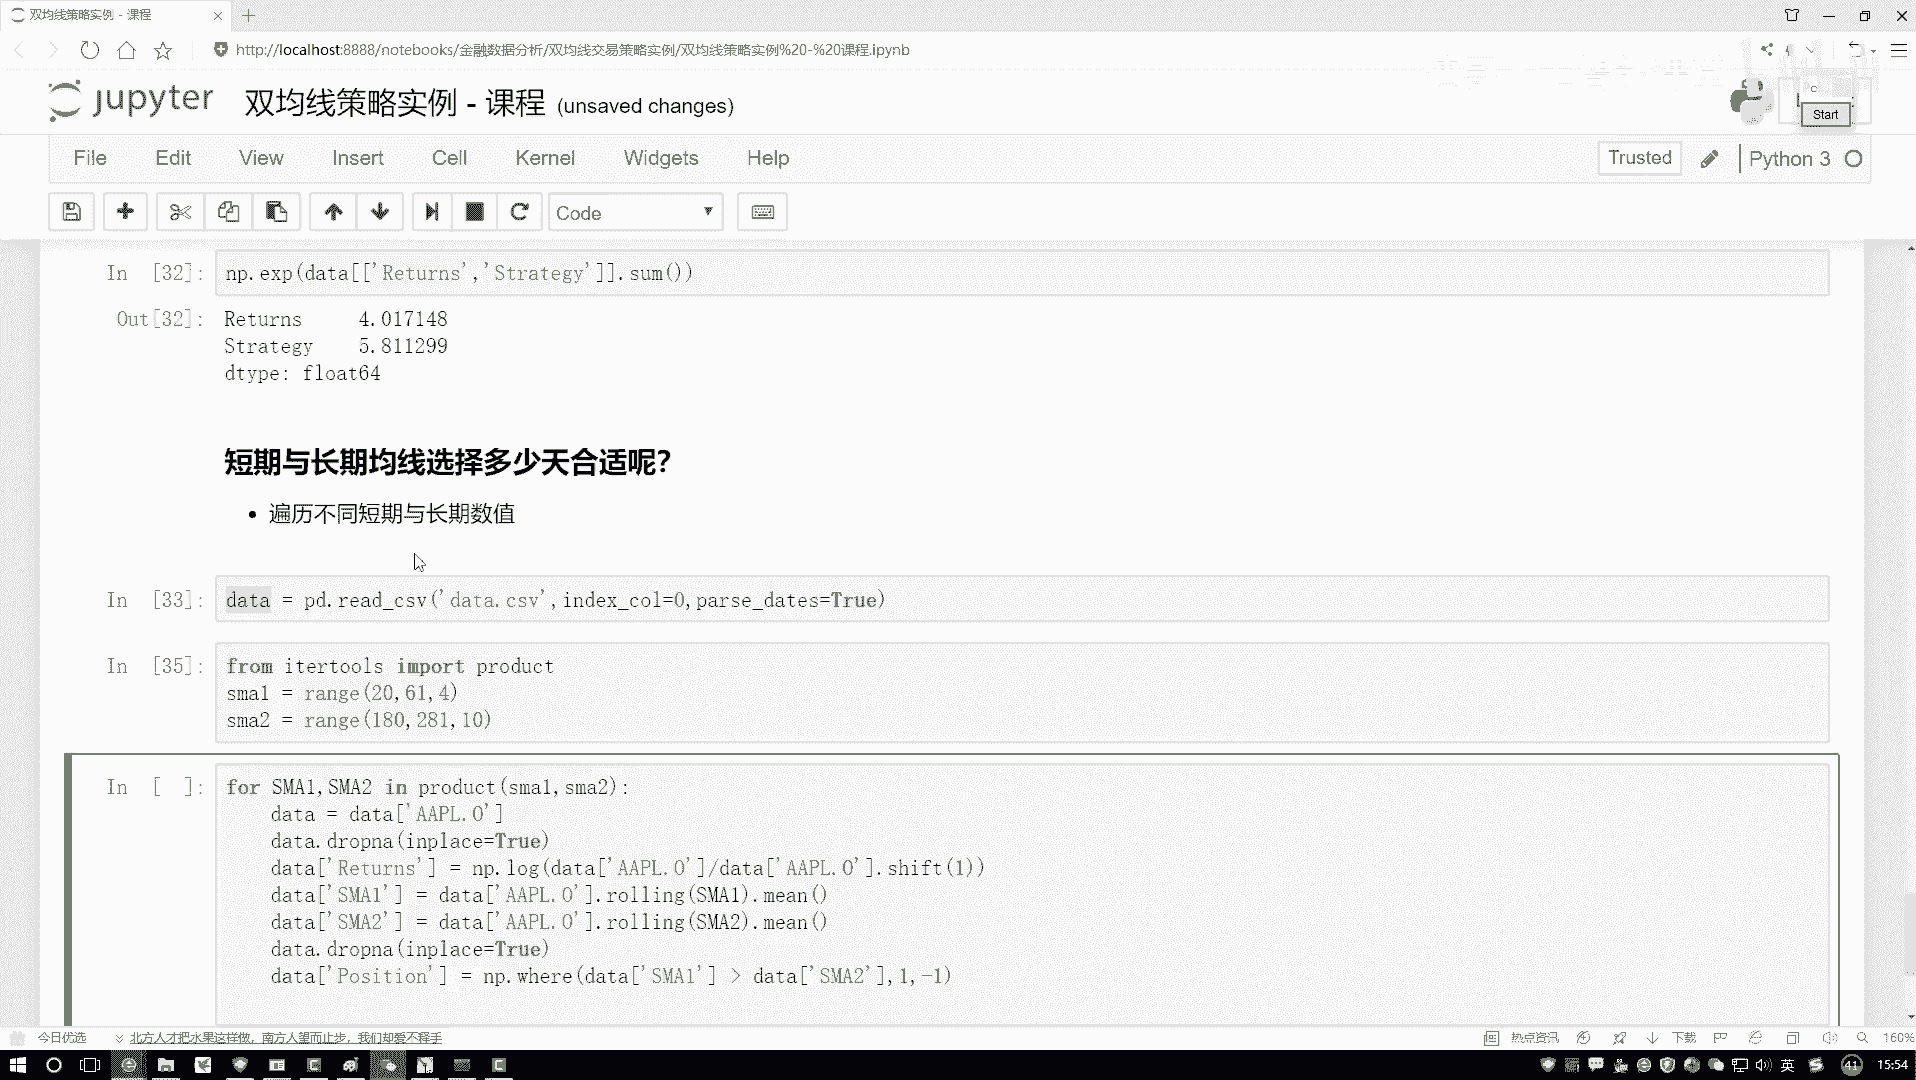 双均线策略实例 - 课程
http://localhost:8888/notebooks/金融数据分析/双均线交易策略实例/双均线策略实例%20-%20课程.ipynb
jupyter 双均线策略实例 - 课程 (unsaved changes)
Start
File Edit View Insert Cell Kernel Widgets Help
Trusted Python 3
Code
In [32]: np.exp(data[['Returns','Strategy']].sum())
Out[32]: Returns 4.017148
Strategy 5.811299
dtype: float64
短期与长期均线选择多少天合适呢？
• 遍历不同短期与长期数值
In [33]: data = pd.read_csv('data.csv',index_col=0,parse_dates=True)
In [35]: from itertools import product
sma1 = range(20,61,4)
sma2 = range(180,281,10)
In [ ]: for SMA1,SMA2 in product(sma1,sma2):
data = data['AAPL.O']
data.dropna(inplace=True)
data['Returns'] = np.log(data['AAPL.O']/data['AAPL.O'].shift(1))
data['SMA1'] = data['AAPL.O'].rolling(SMA1).mean()
data['SMA2'] = data['AAPL.O'].rolling(SMA2).mean()
data.dropna(inplace=True)
data['Position'] = np.where(data['SMA1'] > data['SMA2'],1,-1)
今日优选 北方人才把水果这样做，南方人望而止步，我们却爱不释手 热点资讯 下载 160%
英 41 15:54